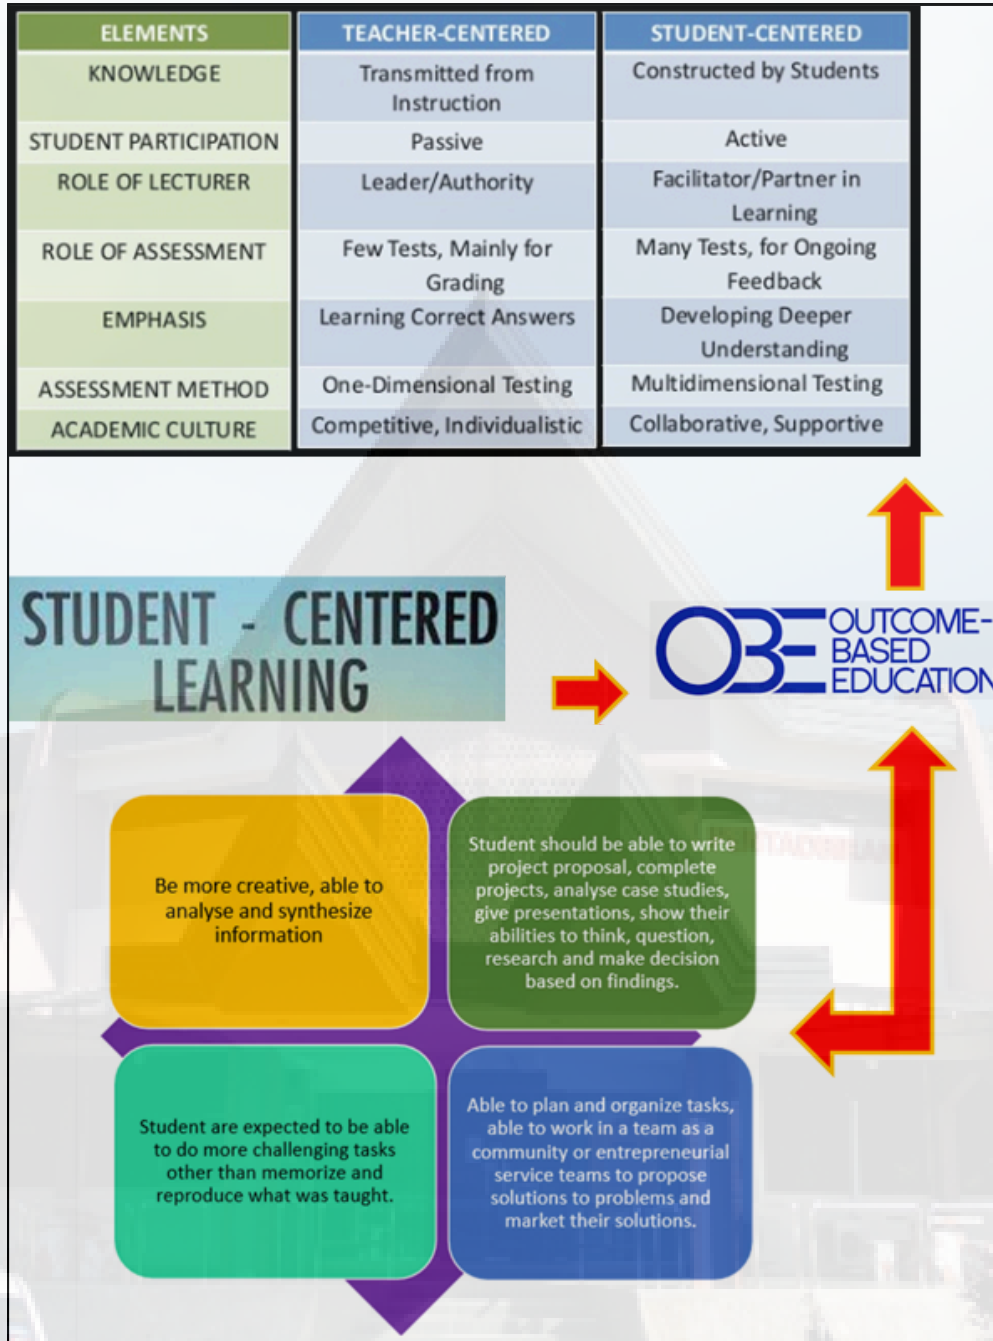 ELEMENTS TEACHER-CENTERED STUDENT-CENTERED
KNOWLEDGE Transmitted from Constructed by Students
Instruction
STUDENT PARTICIPATION Passive Active
ROLE OF LECTURER Leader/Authority Facilitator/Partner in
Learning
ROLE OF ASSESSMENT Few Tests, Mainly for Many Tests, for Ongoing
Grading Feedback
EMPHASIS Learning Correct Answers Developing Deeper
Understanding
ASSESSMENT METHOD One-Dimensional Testing Multidimensional Testing
ACADEMIC CULTURE Competitive, Individualistic Collaborative, Supportive
STUDENT - CENTERED
LEARNING
OBE OUTCOME-
BASED
EDUCATION
Be more creative, able to
analyse and synthesize
information
Student should be able to write
project proposal, complete
projects, analyse case studies,
give presentations, show their
abilities to think, question,
research and make decision
based on findings.
Student are expected to be able
to do more challenging tasks
other than memorize and
reproduce what was taught.
Able to plan and organize tasks,
able to work in a team as a
community or entrepreneurial
service teams to propose
solutions to problems and
market their solutions.